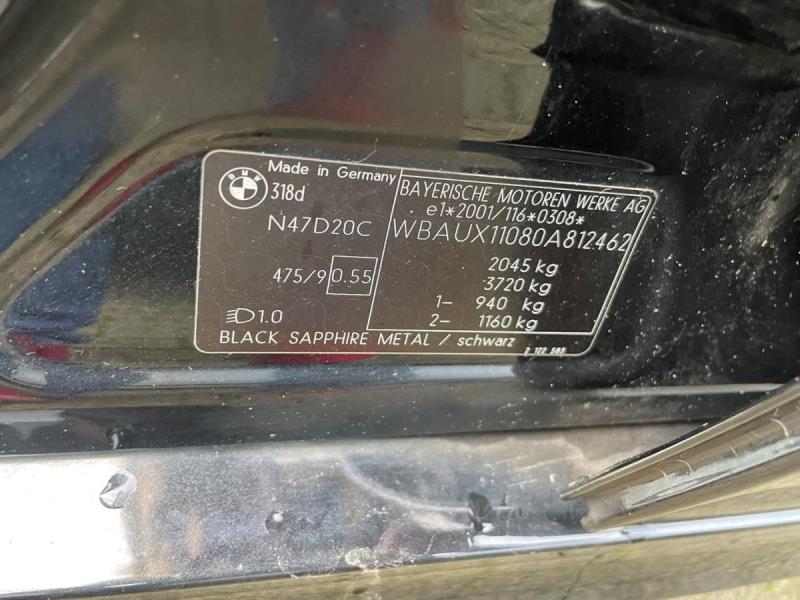 Made in Germany
BMW
318d
N47D20C
475/9 0.55
1.0
BAYERISCHE MOTOREN WERKE AG
e1*2001/116*0308*
WBAUX11080A812462
2045 kg
3720 kg
1- 940 kg
2- 1160 kg
BLACK SAPPHIRE METAL / schwarz